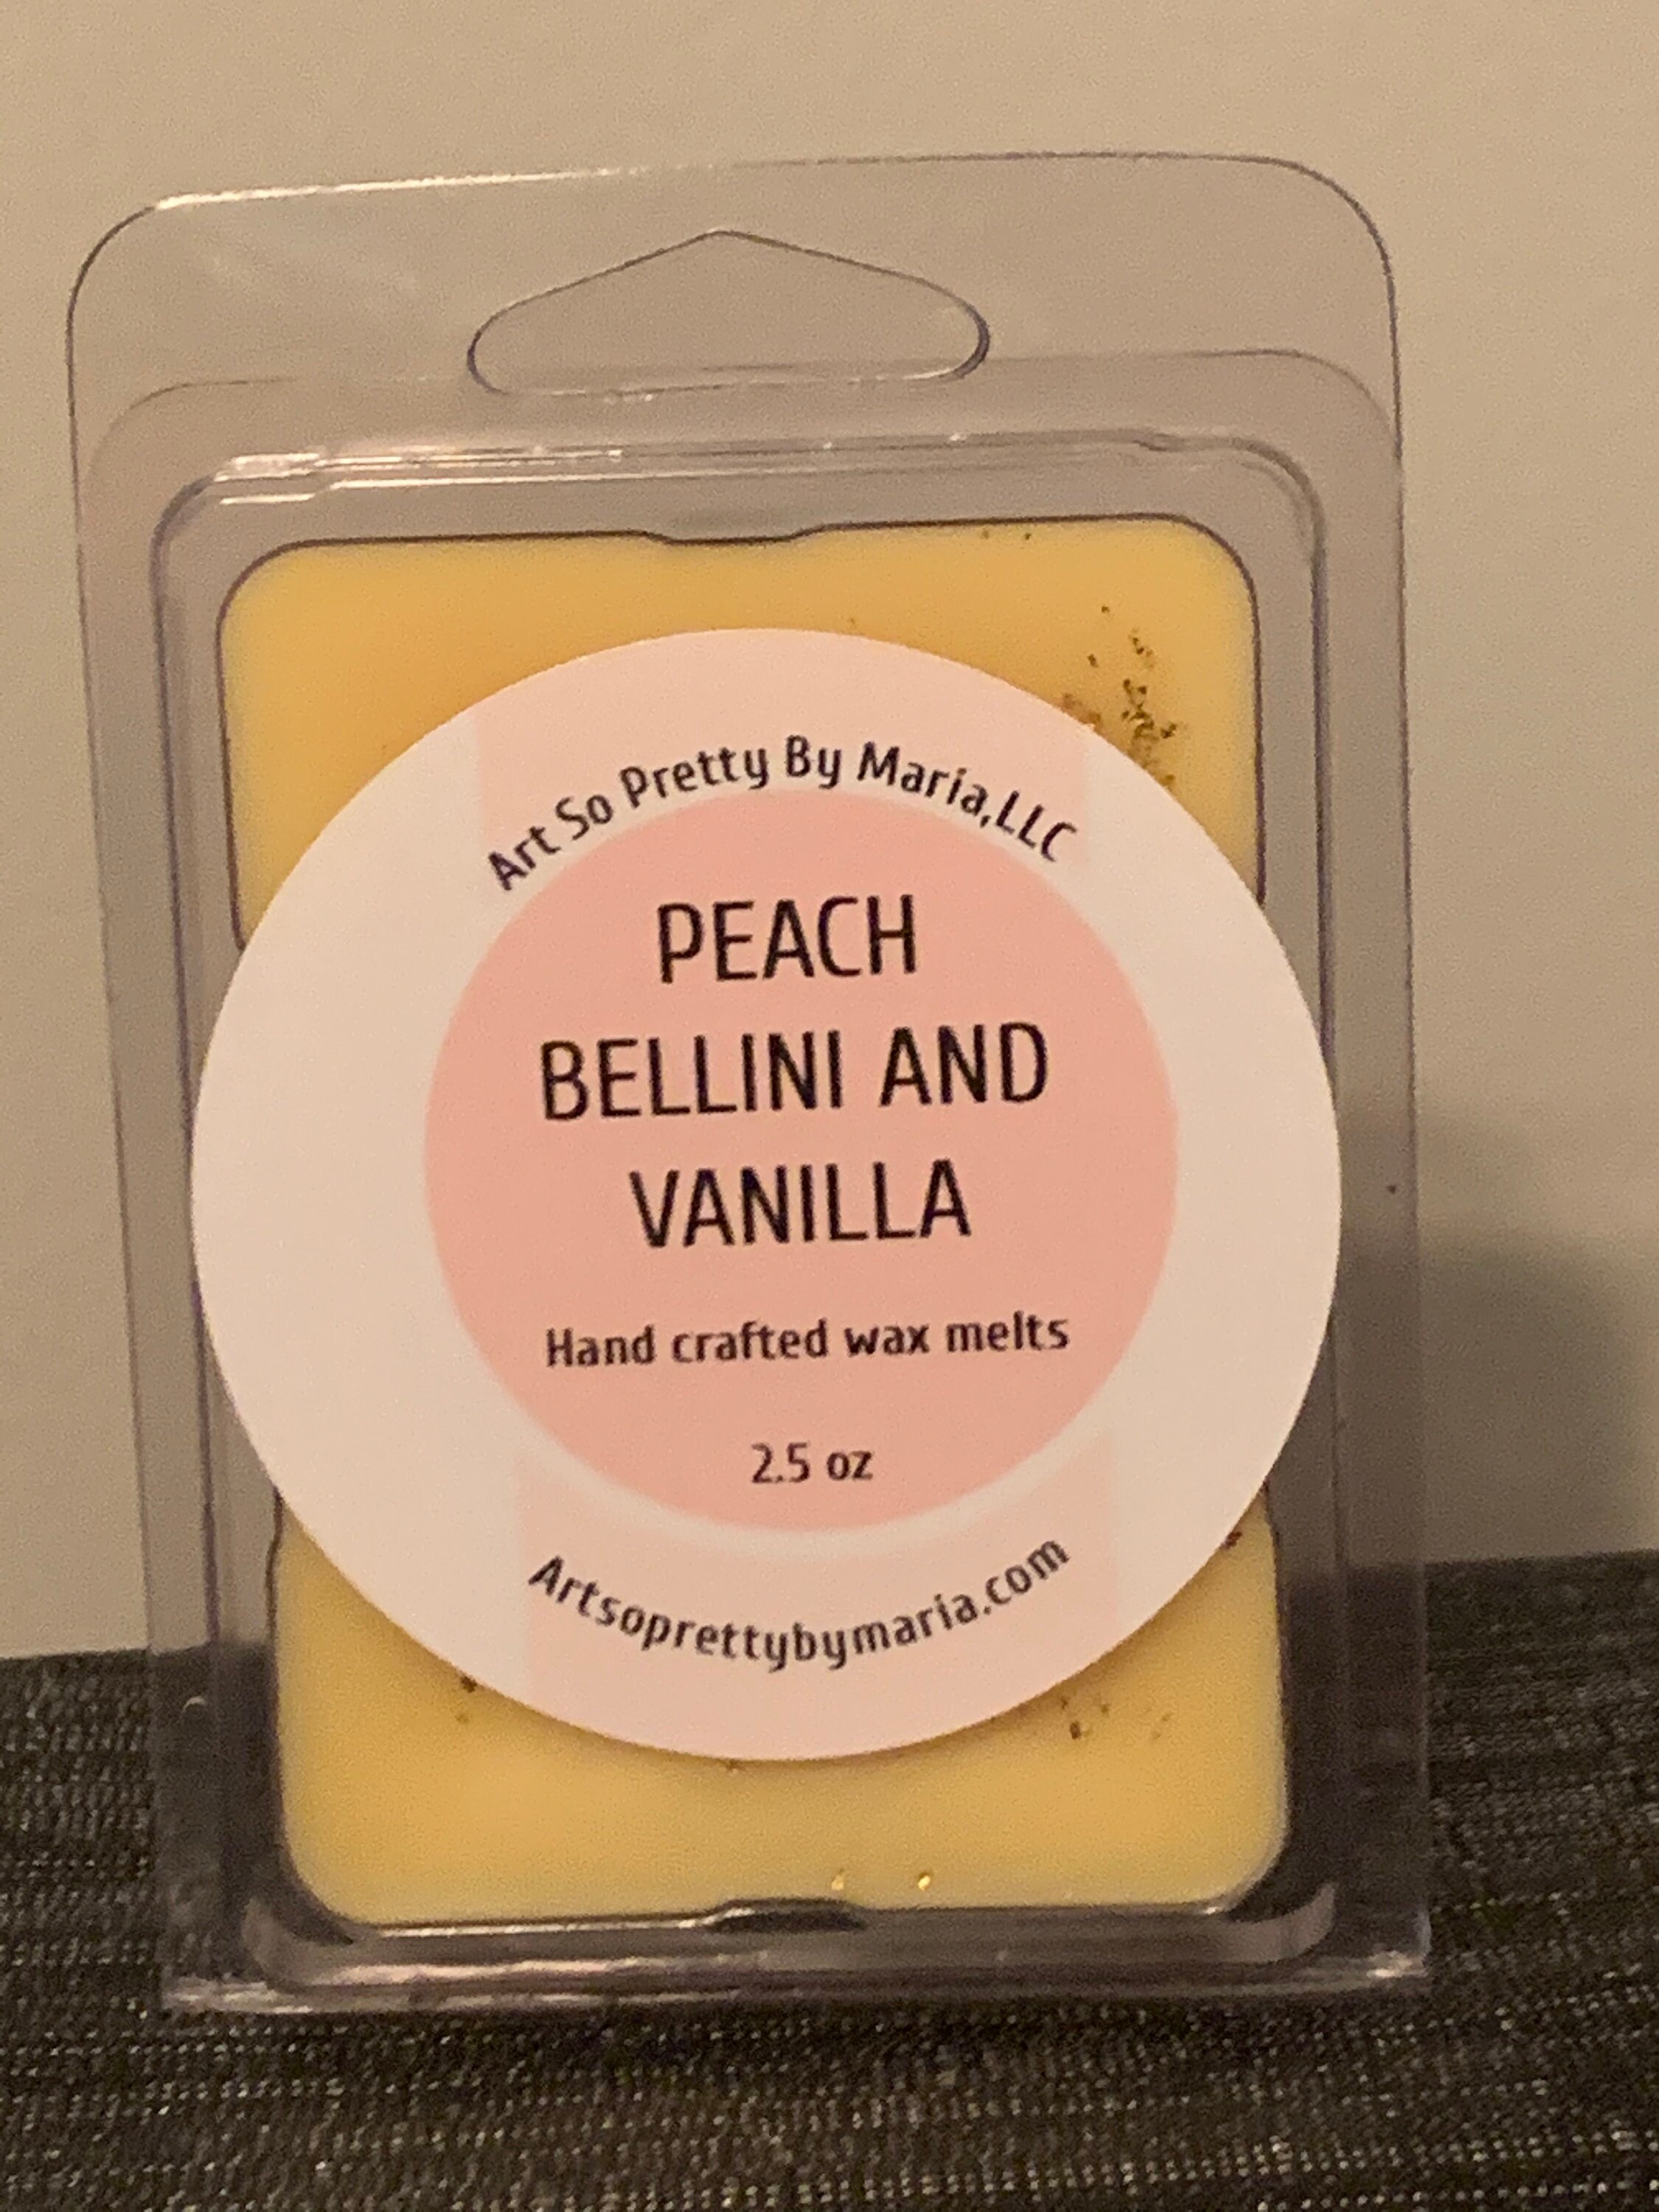 Art So Pretty By Maria,LLC
PEACH
BELLINI AND
VANILLA
Hand crafted wax melts
2.5 oz
Artsoprettybymaria.com